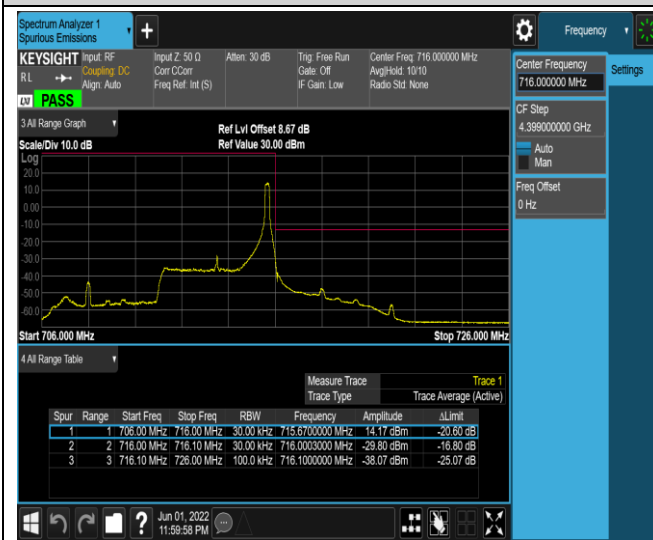 Spectrum Analyzer 1
Spurious Emissions
Frequency
KEYSIGHT
RL
PASS
Input: RF
Coupling: DC
Align: Auto
Input Z: 50 Ω
Corr CCorr
Freq Ref: Int (S)
Atten: 30 dB
Trig: Free Run
Gate: Off
IF Gain: Low
Center Freq: 716.000000 MHz
Avg|Hold: 10/10
Radio Std: None
Center Frequency
716.000000 MHz
Settings
CF Step
4.399000000 GHz
Auto
Man
Freq Offset
0 Hz
3 All Range Graph
Scale/Div 10.0 dB
Ref Lvl Offset 8.67 dB
Ref Value 30.00 dBm
Log
20.0
10.0
0.00
-10.0
-20.0
-30.0
-40.0
-50.0
-60.0
Start 706.000 MHz
Stop 726.000 MHz
4 All Range Table
Measure Trace Trace 1
Trace Type Trace Average (Active)
Spur Range Start Freq Stop Freq RBW Frequency Amplitude ΔLimit
1 1 706.00 MHz 716.00 MHz 30.00 kHz 715.6700000 MHz 14.17 dBm -20.60 dB
2 2 716.00 MHz 716.10 MHz 30.00 kHz 716.0003000 MHz -29.80 dBm -16.80 dB
3 3 716.10 MHz 726.00 MHz 100.0 kHz 716.1000000 MHz -38.07 dBm -25.07 dB
Jun 01, 2022
11:59:58 PM